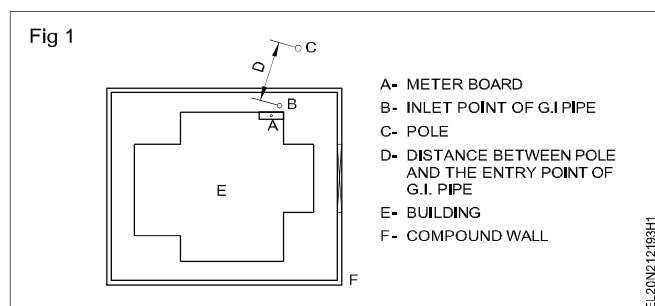 Fig 1
C
D
B
A
E
F
A- METER BOARD
B- INLET POINT OF G.I PIPE
C- POLE
D- DISTANCE BETWEEN POLE
AND THE ENTRY POINT OF
G.I. PIPE
E- BUILDING
F- COMPOUND WALL
EL20N212193H1